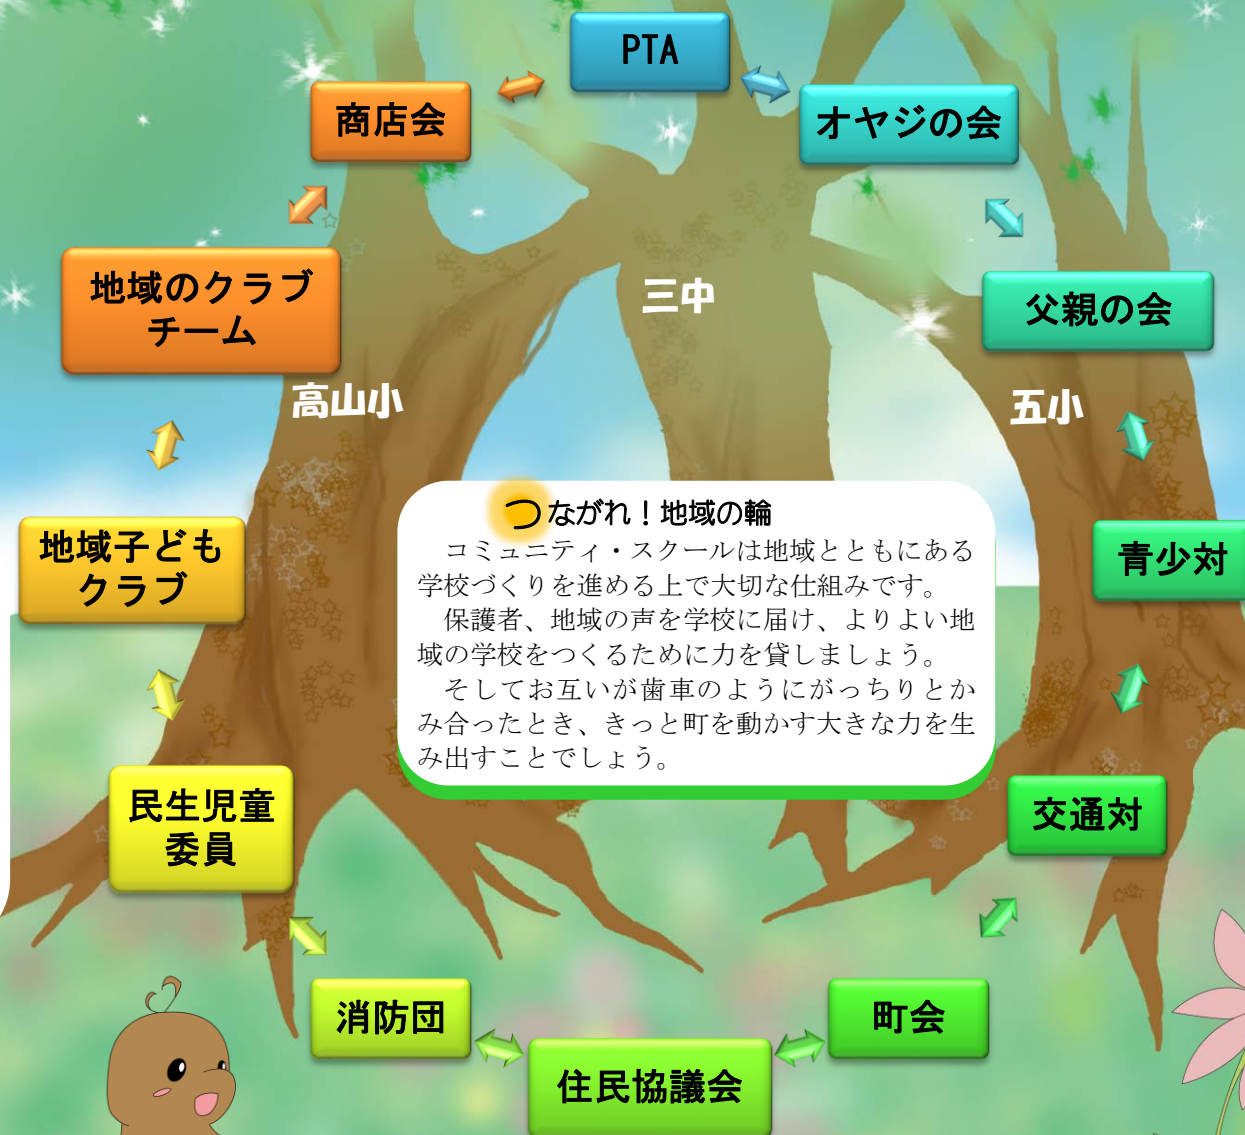 PTA
商店会
オヤジの会
地域のクラブ
チーム
三中
父親の会
高山小
五小
地域子ども
クラブ
青少対
つながれ！地域の輪
コミュニティ・スクールは地域とともにある
学校づくりを進める上で大切な仕組みです。
保護者、地域の声を学校に届け、よりよい地
域の学校をつくるために力を貸しましょう。
そしてお互いが歯車のようにがっちりとか
み合ったとき、きっと町を動かす大きな力を生
み出すことでしょう。
民生児童
委員
交通対
消防団
町会
住民協議会